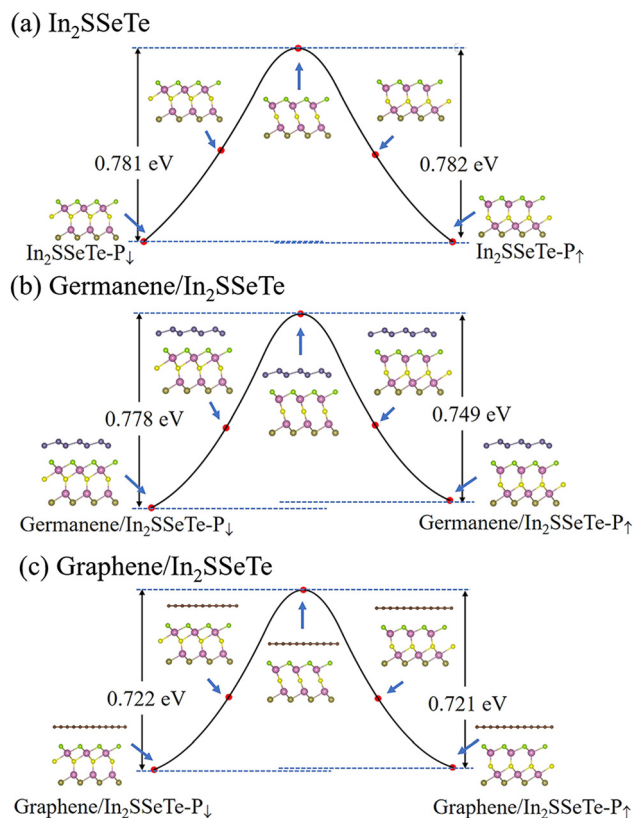 (a) In₂SSeTe
0.781 eV
0.782 eV
In₂SSeTe-P↓
In₂SSeTe-P↑
(b) Germanene/In₂SSeTe
0.778 eV
0.749 eV
Germanene/In₂SSeTe-P↓
Germanene/In₂SSeTe-P↑
(c) Graphene/In₂SSeTe
0.722 eV
0.721 eV
Graphene/In₂SSeTe-P↓
Graphene/In₂SSeTe-P↑